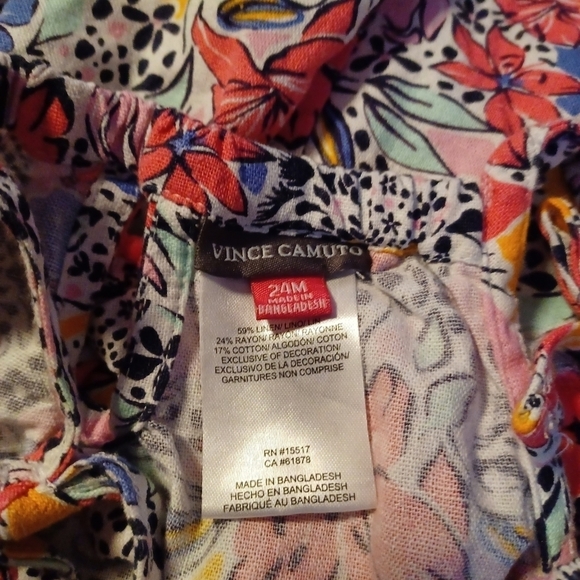 VINCE CAMUTO
24M
MADE IN
BANGLADESH
59% LINEN/
24% RAYON/ RAYON/ RAYONNE
17% COTTON/ ALGODÓN/ COTON
EXCLUSIVE OF DECORATION/
EXCLUSIVO DE LA DECORACIÓN/
GARNITURES NON COMPRISE
RN #15517
CA #61878
MADE IN BANGLADESH
HECHO EN BANGLADESH
FABRIQUÉ AU BANGLADESH